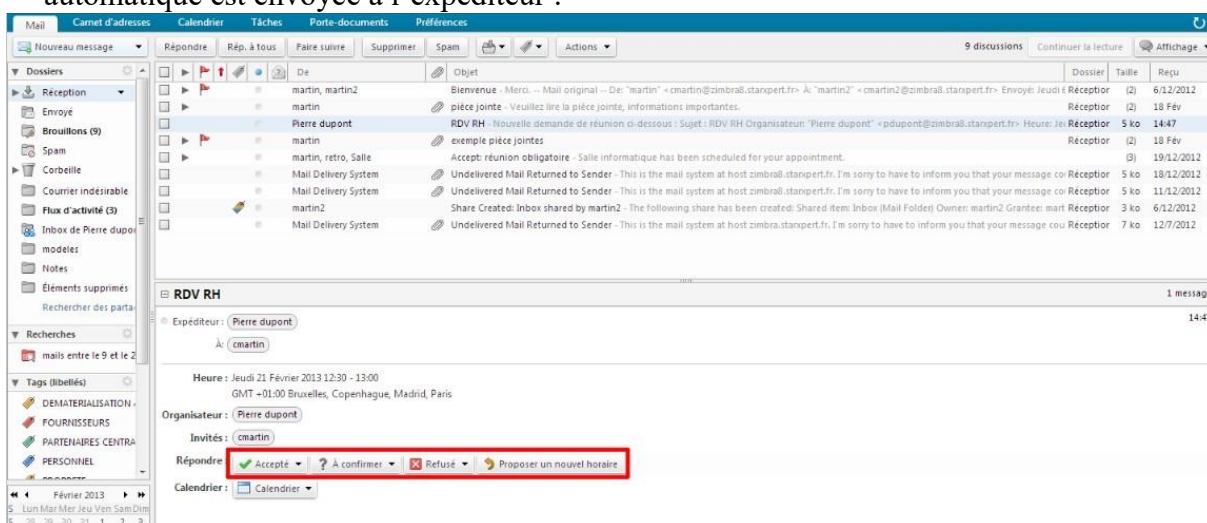 automatique est envoyée à l'expéditeur :
Mail Carnet d'adresses Calendrier Tâches Porte-documents Préférences
Nouveau message Répondre Rép. à tous Faire suivre Supprimer Spam Actions 9 discussions Continuer la lecture Affichage
Dossiers De Objet Dossier Taille Reçu
Réception martin, martin2 Bienvenue - Merci. -- Mail original -- De: "martin" <cmartin@zimbra8.starxpert.fr> À: "martin2" <cmartin2@zimbra8.starxpert.fr> Envoyé: Jeudi 6 Réception (2) 6/12/2012
Envoyé martin pièce jointe - Veuillez lire la pièce jointe, informations importantes. Réception (2) 18 Fév
Brouillons (9) Pierre dupont RDV RH - Nouvelle demande de réunion ci-dessous : Sujet : RDV RH Organisateur: "Pierre dupont" <pdupont@zimbra8.starxpert.fr> Heure: Réception 5 ko 14:47
Spam martin exemple pièce jointes Réception (2) 18 Fév
Corbeille martin, retro, Salle Accept: réunion obligatoire - Salle informatique has been scheduled for your appointment. (3) 19/12/2012
Courrier indésirable Mail Delivery System Undelivered Mail Returned to Sender - This is the mail system at host zimbra8.starxpert.fr. I'm sorry to have to inform you that your message Réception 5 ko 18/12/2012
Flux d'activité (3) Mail Delivery System Undelivered Mail Returned to Sender - This is the mail system at host zimbra8.starxpert.fr. I'm sorry to have to inform you that your message Réception 5 ko 11/12/2012
martin2 Share Created: Inbox shared by martin2 - The following share has been created: Shared item: Inbox (Mail Folder) Owner: martin2 Grantee: mart Réception 3 ko 6/12/2012
Inbox de Pierre dupo Mail Delivery System Undelivered Mail Returned to Sender - This is the mail system at host zimbra.starxpert.fr. I'm sorry to have to inform you that your message cou Réception 7 ko 12/7/2012
modeles
Notes
Éléments supprimés
Rechercher des parta
RDV RH 1 messag
Expéditeur : Pierre dupont 14:4
Recherches
À: cmartin
mails entre le 9 et le 2
Heure : Jeudi 21 Février 2013 12:30 - 13:00
Tags (libellés)
GMT +01:00 Bruxelles, Copenhague, Madrid, Paris
DEMATERIALISATION
Organisateur : Pierre dupont
FOURNISSEURS
Invités : cmartin
PARTENAIRES CENTRA
PERSONNEL
Répondre Accepté ? À confirmer Refusé Proposer un nouvel horaire
Calendrier : Calendrier
Février 2013
S Lun Mar Mer Jeu Ven Sam Dim
5 28 29 30 31 1 2 3